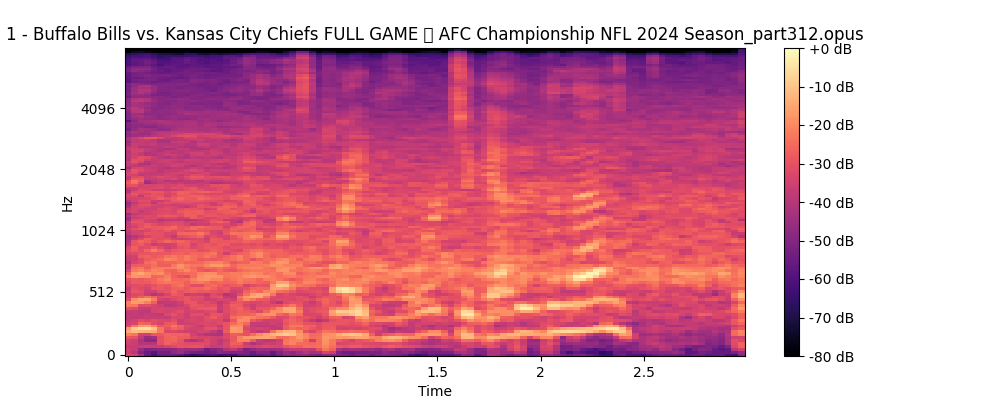 1 - Buffalo Bills vs. Kansas City Chiefs FULL GAME ▯ AFC Championship NFL 2024 Season_part312.opus
+0 dB
-10 dB
-20 dB
-30 dB
-40 dB
-50 dB
-60 dB
-70 dB
-80 dB
4096
2048
1024
512
0
Hz
0
0.5
1
1.5
2
2.5
Time